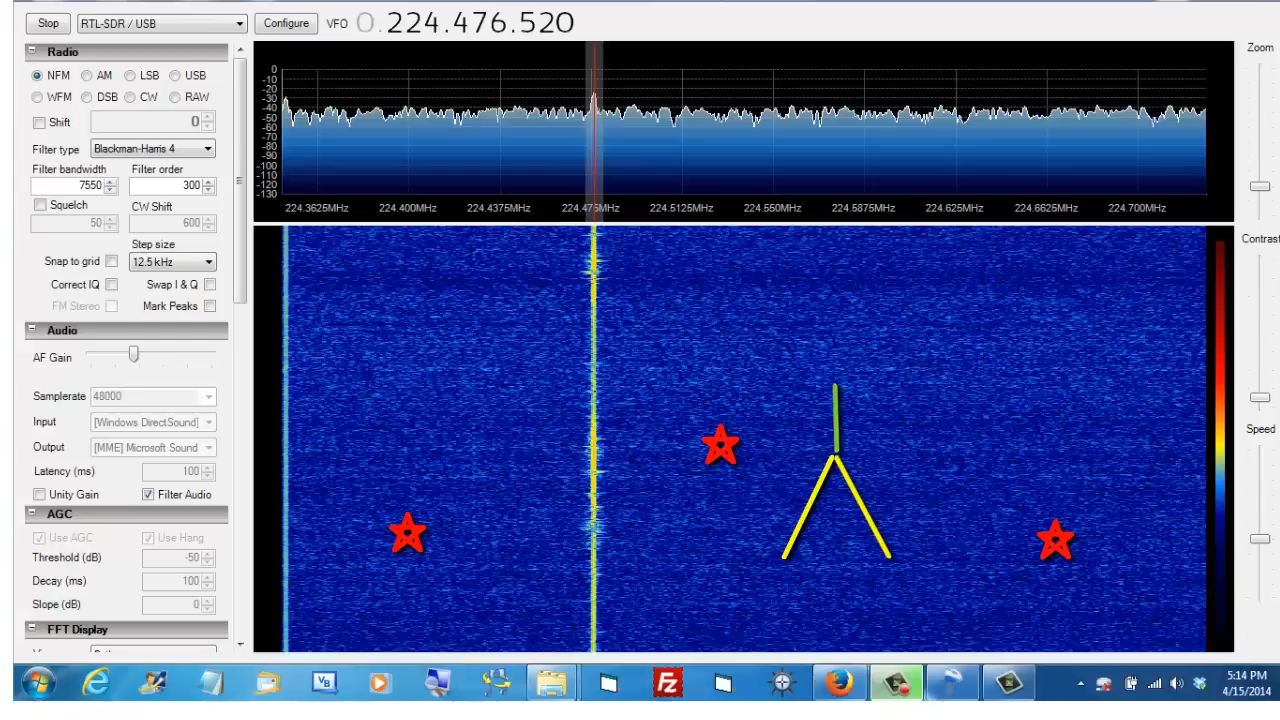 Stop RTL-SDR / USB Configure VFO 0.224.476.520
Radio
NFM AM LSB USB
WFM DSB CW RAW
Shift 0
Filter type Blackman-Harris 4
Filter bandwidth Filter order
7550 300
Squelch CW Shift
50 600
Step size
Snap to grid 12.5 kHz
Correct IQ Swap I & Q
FM Stereo Mark Peaks
Audio
AF Gain
Samplerate 48000
Input [Windows DirectSound]
Output [MME] Microsoft Sound
Latency (ms) 100
Unity Gain Filter Audio
AGC
Use AGC Use Hang
Threshold (dB) -50
Decay (ms) 100
Slope (dB) 0
FFT Display
0
-10
-20
-30
-40
-50
-60
-70
-80
-90
-100
-110
-120
-130
224.3625MHz 224.400MHz 224.4375MHz 224.475MHz 224.5125MHz 224.550MHz 224.5875MHz 224.625MHz 224.6625MHz 224.700MHz
Zoom
Contrast
Speed
VB
FZ
5:14 PM
4/15/2014